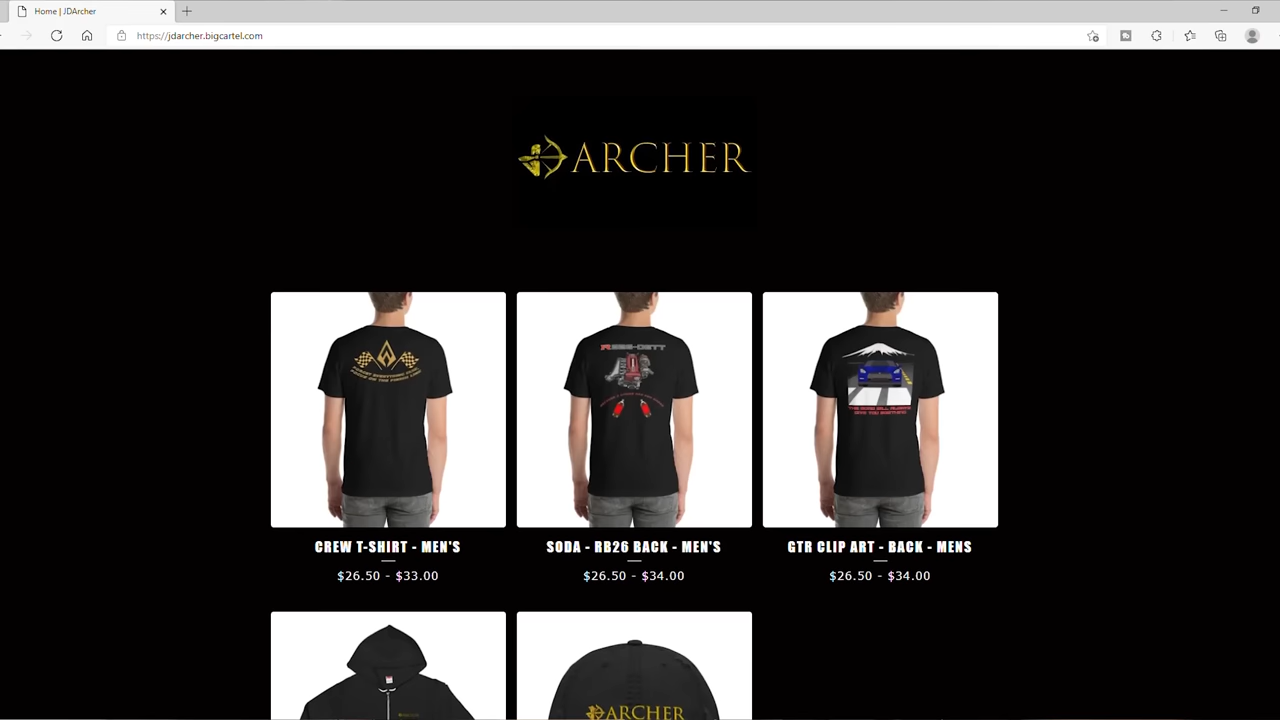 Home | JDArcher
https://jdarcher.bigcartel.com
ARCHER
CREW T-SHIRT - MEN'S
$26.50 - $33.00
SODA - RB26 BACK - MEN'S
$26.50 - $34.00
GTR CLIP ART - BACK - MENS
$26.50 - $34.00
ARCHER